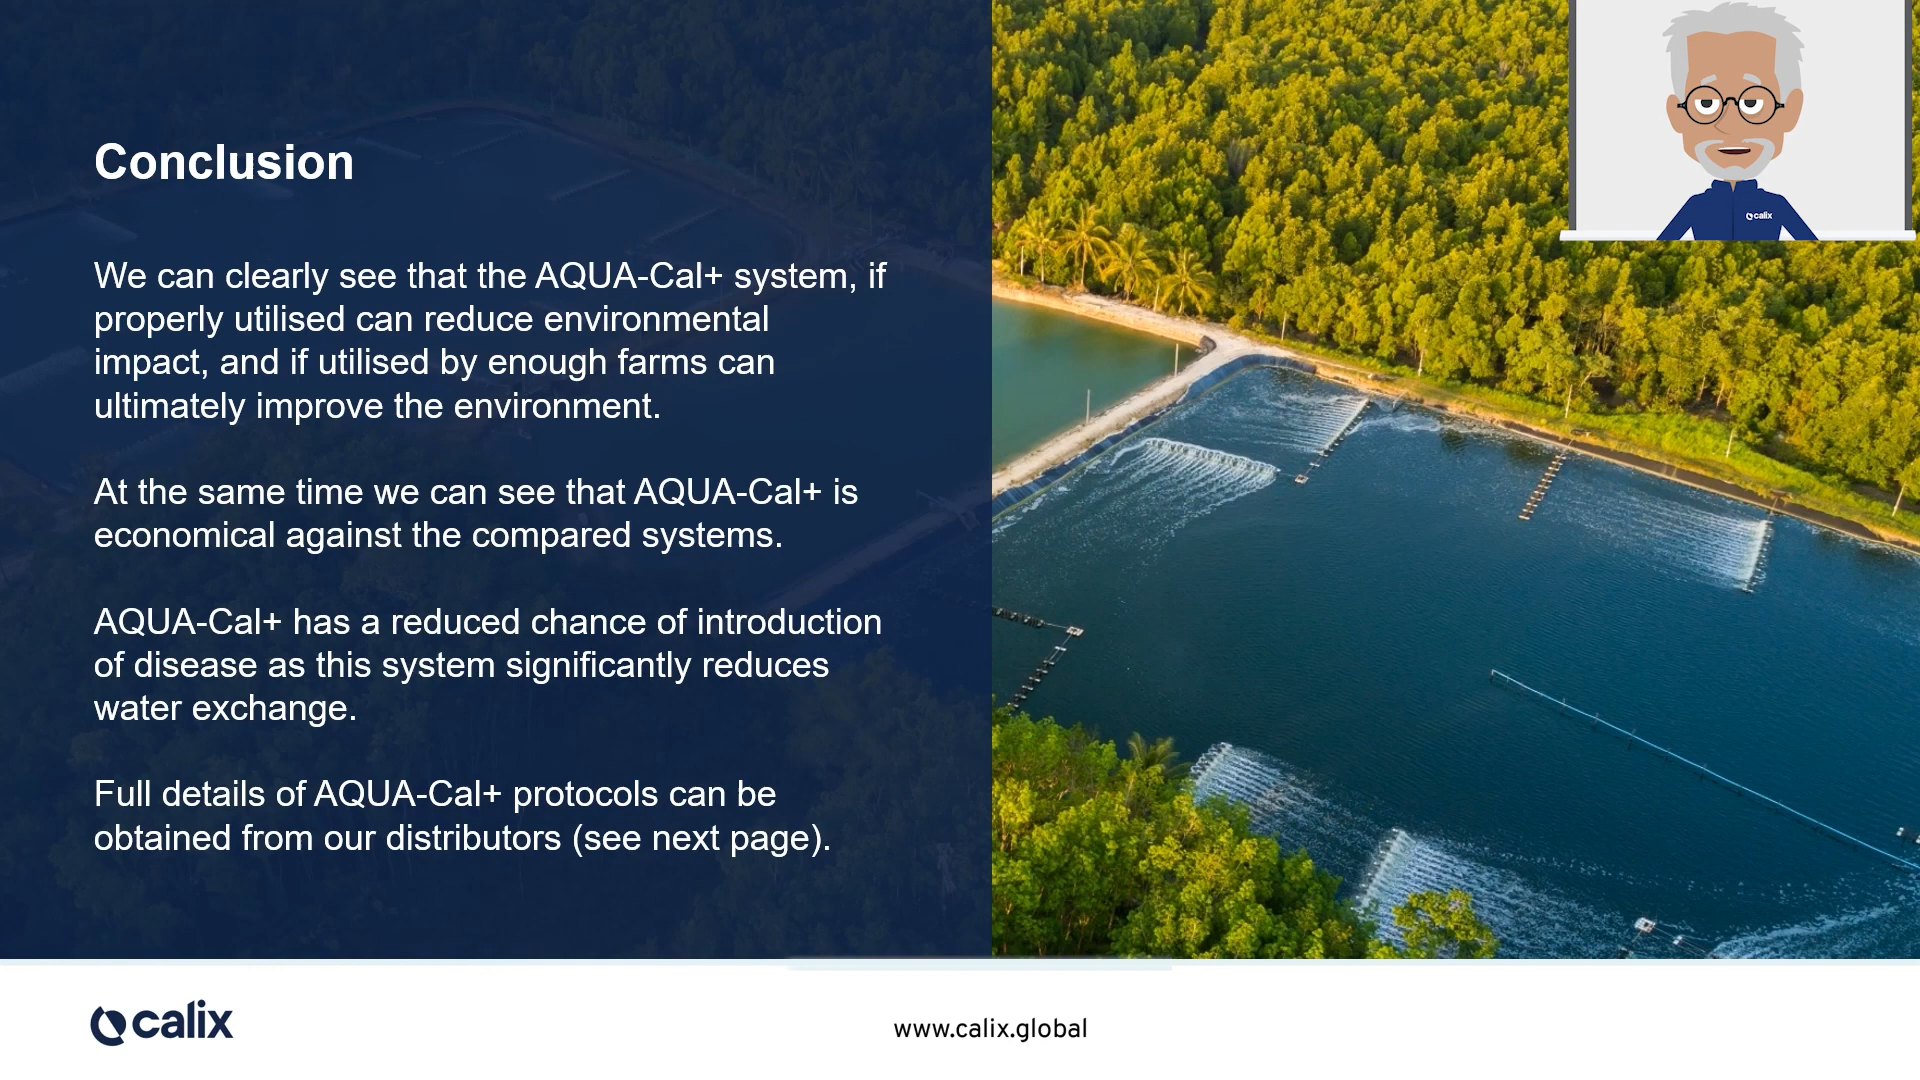 Conclusion
We can clearly see that the AQUA-Cal+ system, if
properly utilised can reduce environmental
impact, and if utilised by enough farms can
ultimately improve the environment.
At the same time we can see that AQUA-Cal+ is
economical against the compared systems.
AQUA-Cal+ has a reduced chance of introduction
of disease as this system significantly reduces
water exchange.
Full details of AQUA-Cal+ protocols can be
obtained from our distributors (see next page).
calix
calix
www.calix.global